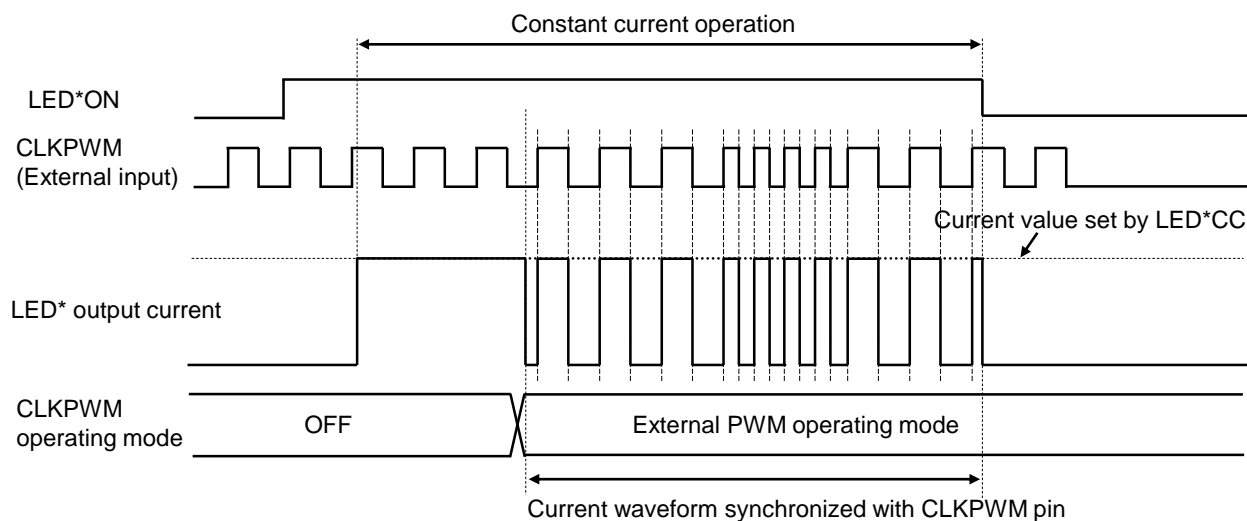 Constant current operation
LED*ON
CLKPWM
(External input)
Current value set by LED*CC
LED* output current
CLKPWM
operating mode
OFF
External PWM operating mode
Current waveform synchronized with CLKPWM pin